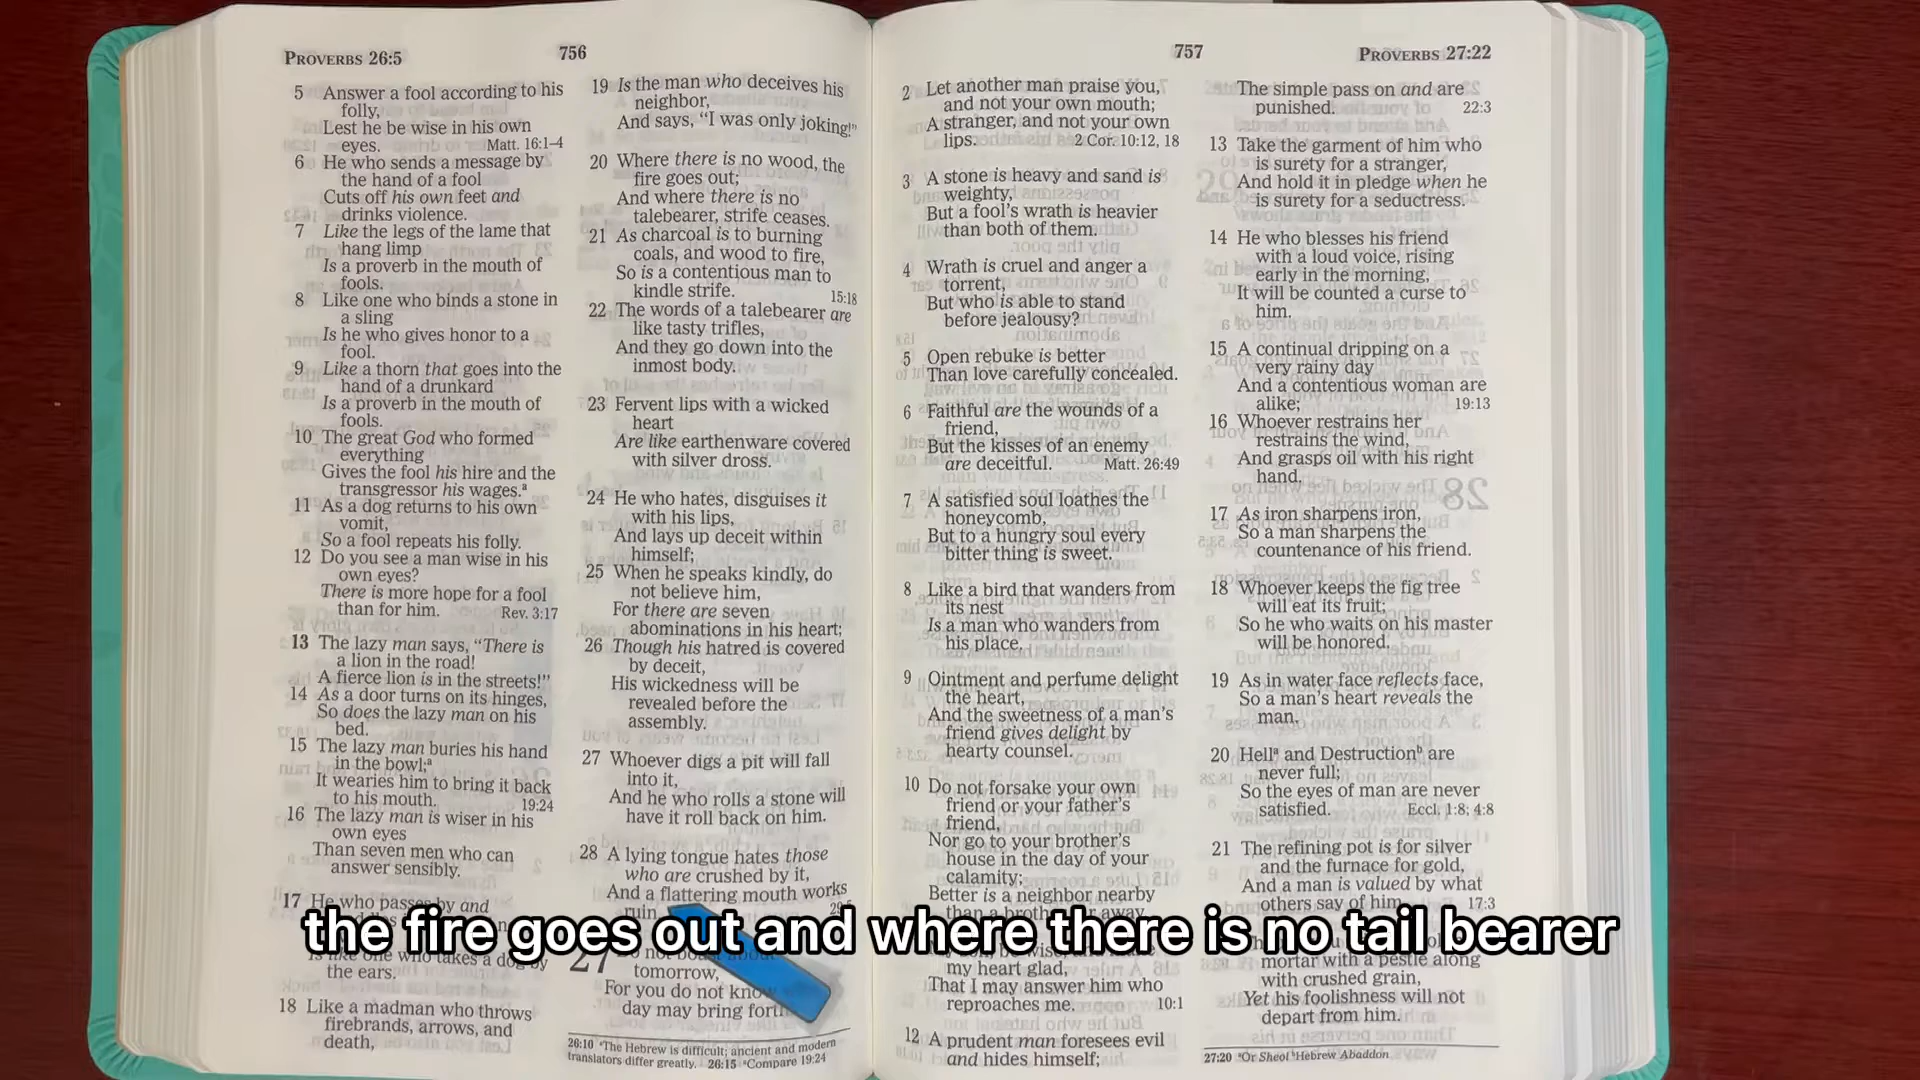 PROVERBS 26:5
756
5 Answer a fool according to his
folly,
Lest he be wise in his own
eyes. Matt. 16:1–4
6 He who sends a message by
the hand of a fool
Cuts off his own feet and
drinks violence.
7 Like the legs of the lame that
hang limp
Is a proverb in the mouth of
fools.
8 Like one who binds a stone in
a sling
Is he who gives honor to a
fool.
9 Like a thorn that goes into the
hand of a drunkard
Is a proverb in the mouth of
fools.
10 The great God who formed
everything
Gives the fool his hire and the
transgressor his wages.a
11 As a dog returns to his own
vomit,
So a fool repeats his folly.
12 Do you see a man wise in his
own eyes?
There is more hope for a fool
than for him. Rev. 3:17
13 The lazy man says, “There is
a lion in the road!
A fierce lion is in the streets!”
14 As a door turns on its hinges,
So does the lazy man on his
bed.
15 The lazy man buries his hand
in the bowl;a
It wearies him to bring it back
to his mouth. 19:24
16 The lazy man is wiser in his
own eyes
Than seven men who can
answer sensibly.
17 He who passes by and
Is like one who takes a dog by
the ears.
18 Like a madman who throws
firebrands, arrows, and
death,
19 Is the man who deceives his
neighbor,
And says, “I was only joking!”
20 Where there is no wood, the
fire goes out;
And where there is no
talebearer, strife ceases.
21 As charcoal is to burning
coals, and wood to fire,
So is a contentious man to
kindle strife. 15:18
22 The words of a talebearer are
like tasty trifles,
And they go down into the
inmost body.
23 Fervent lips with a wicked
heart
Are like earthenware covered
with silver dross.
24 He who hates, disguises it
with his lips,
And lays up deceit within
himself;
25 When he speaks kindly, do
not believe him,
For there are seven
abominations in his heart;
26 Though his hatred is covered
by deceit,
His wickedness will be
revealed before the
assembly.
27 Whoever digs a pit will fall
into it,
And he who rolls a stone will
have it roll back on him.
28 A lying tongue hates those
who are crushed by it,
And a flattering mouth works
ruin
27 Do not boast about
tomorrow,
For you do not know
day may bring forth
26:10 aThe Hebrew is difficult; ancient and modern
translators differ greatly. 26:15 aCompare 19:24
757
PROVERBS 27:22
2 Let another man praise you,
and not your own mouth;
A stranger, and not your own
lips. 2 Cor. 10:12, 18
3 A stone is heavy and sand is
weighty,
But a fool’s wrath is heavier
than both of them.
4 Wrath is cruel and anger a
torrent,
But who is able to stand
before jealousy?
5 Open rebuke is better
Than love carefully concealed.
6 Faithful are the wounds of a
friend,
But the kisses of an enemy
are deceitful. Matt. 26:49
7 A satisfied soul loathes the
honeycomb,
But to a hungry soul every
bitter thing is sweet.
8 Like a bird that wanders from
its nest
Is a man who wanders from
his place.
9 Ointment and perfume delight
the heart,
And the sweetness of a man’s
friend gives delight by
hearty counsel.
10 Do not forsake your own
friend or your father’s
friend,
Nor go to your brother’s
house in the day of your
calamity;
Better is a neighbor nearby
than a brother far away.
be wise,
my heart glad,
That I may answer him who
reproaches me. 10:1
12 A prudent man foresees evil
and hides himself;
The simple pass on and are
punished. 22:3
13 Take the garment of him who
is surety for a stranger,
And hold it in pledge when he
is surety for a seductress.
14 He who blesses his friend
with a loud voice, rising
early in the morning,
It will be counted a curse to
him.
15 A continual dripping on a
very rainy day
And a contentious woman are
alike; 19:13
16 Whoever restrains her
restrains the wind,
And grasps oil with his right
hand.
17 As iron sharpens iron,
So a man sharpens the
countenance of his friend.
18 Whoever keeps the fig tree
will eat its fruit;
So he who waits on his master
will be honored.
19 As in water face reflects face,
So a man’s heart reveals the
man.
20 Hella and Destructionb are
never full;
So the eyes of man are never
satisfied. Eccl. 1:8; 4:8
21 The refining pot is for silver
and the furnace for gold,
And a man is valued by what
others say of him. 17:3
mortar with a pestle along
with crushed grain,
Yet his foolishness will not
depart from him.
27:20 aOr Sheol bHebrew Abaddon
the fire goes out and where there is no tail bearer